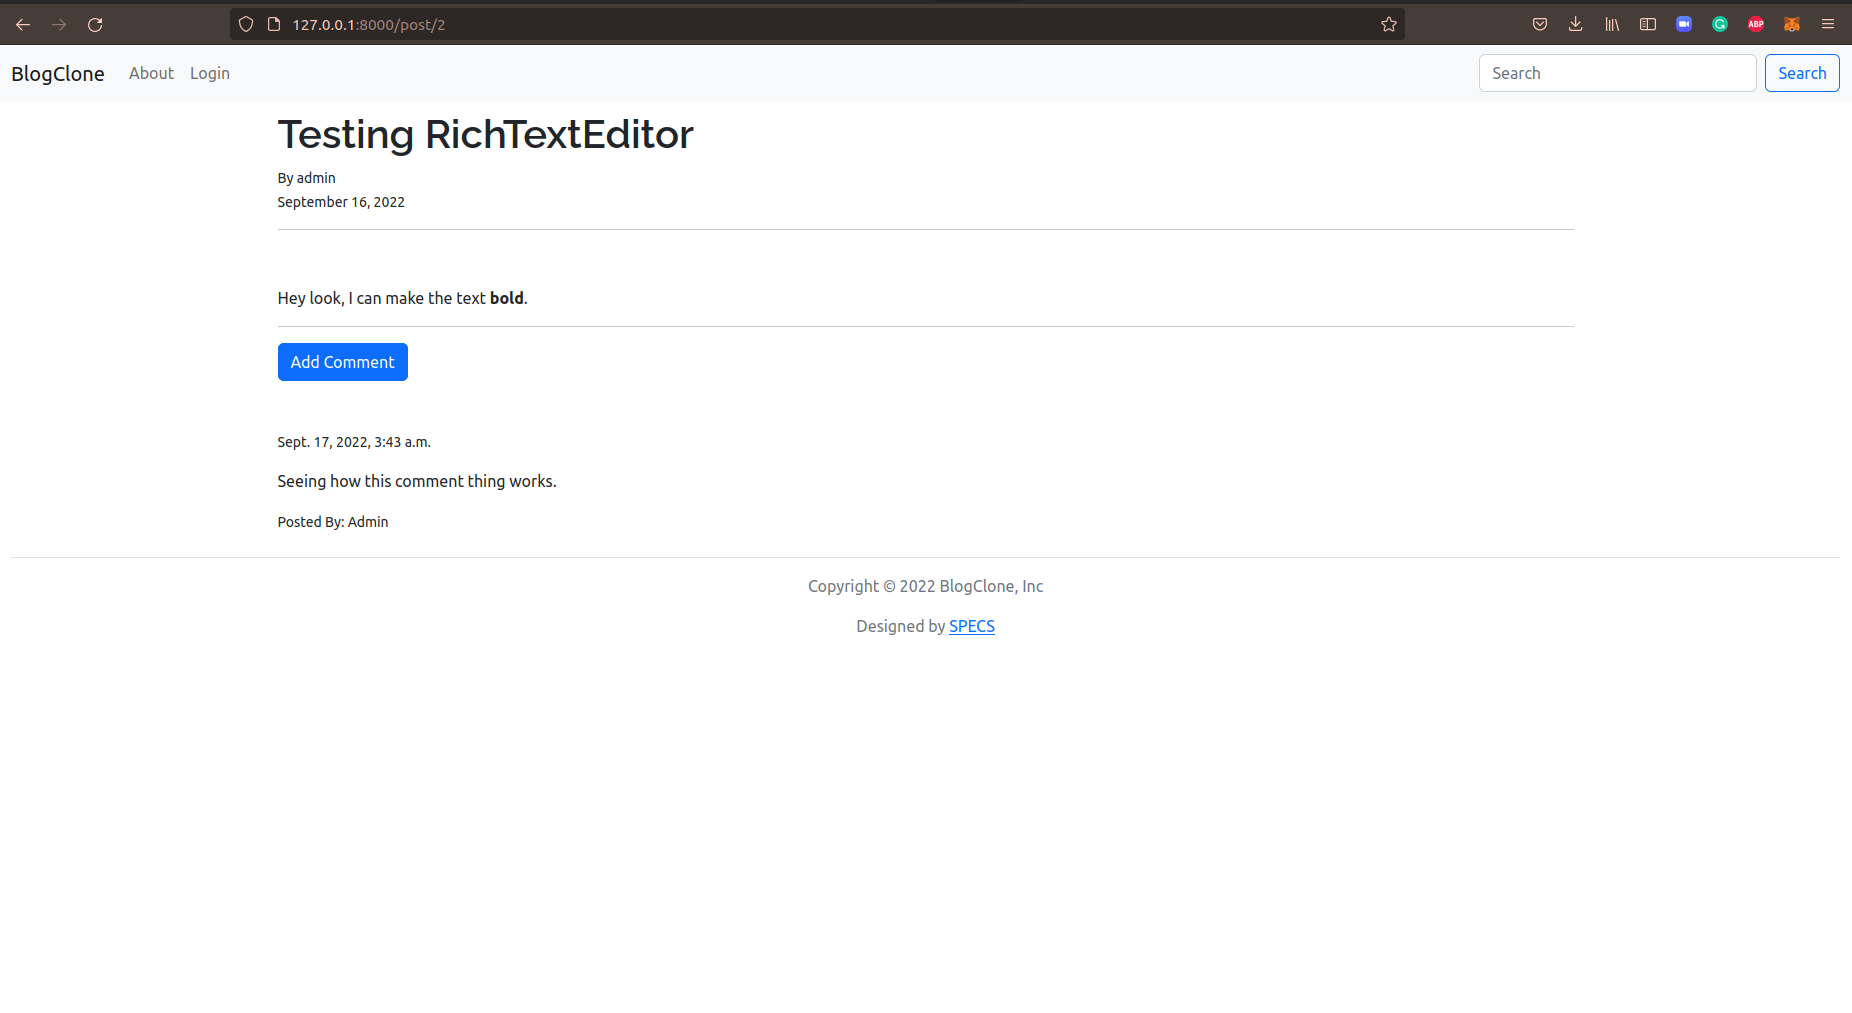 127.0.0.1:8000/post/2
ABP
BlogClone About Login Search Search
Testing RichTextEditor
By admin
September 16, 2022
Hey look, I can make the text bold.
Add Comment
Sept. 17, 2022, 3:43 a.m.
Seeing how this comment thing works.
Posted By: Admin
Copyright © 2022 BlogClone, Inc
Designed by SPECS